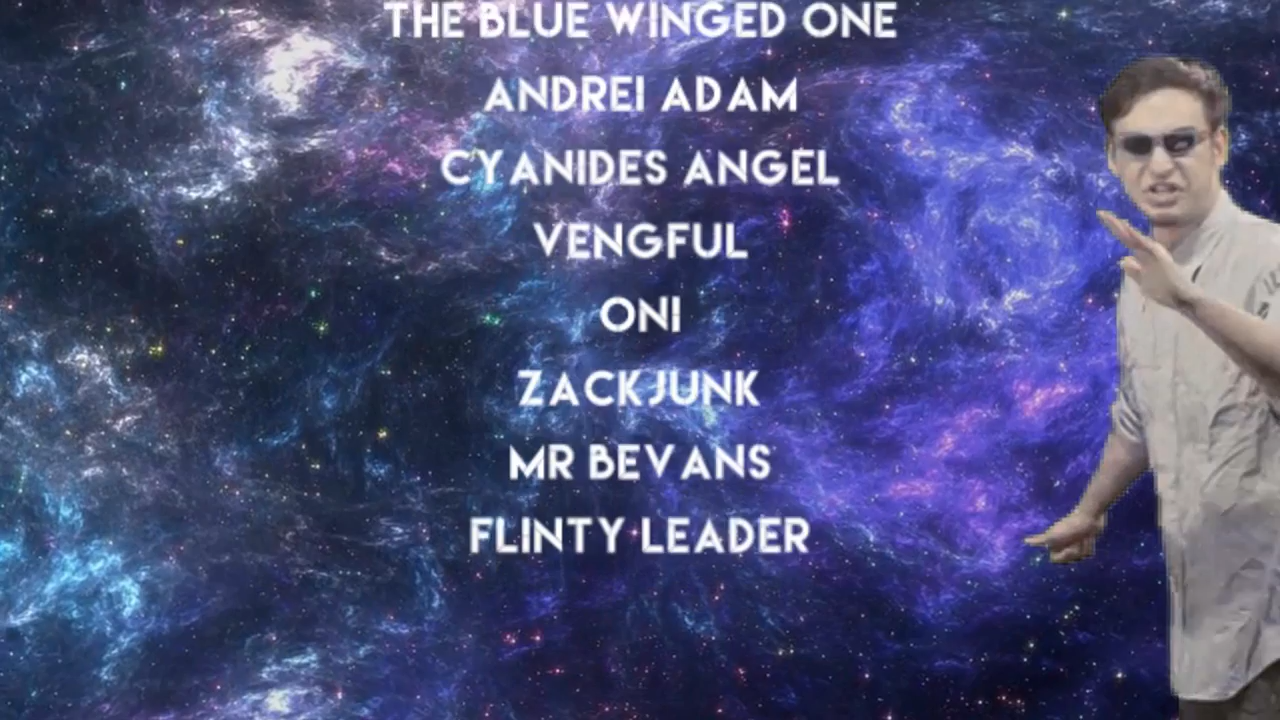 THE BLUE WINGED ONE
ANDREI ADAM
CYANIDES ANGEL
VENGFUL
ONI
ZACKJUNK
MR BEVANS
FLINTY LEADER